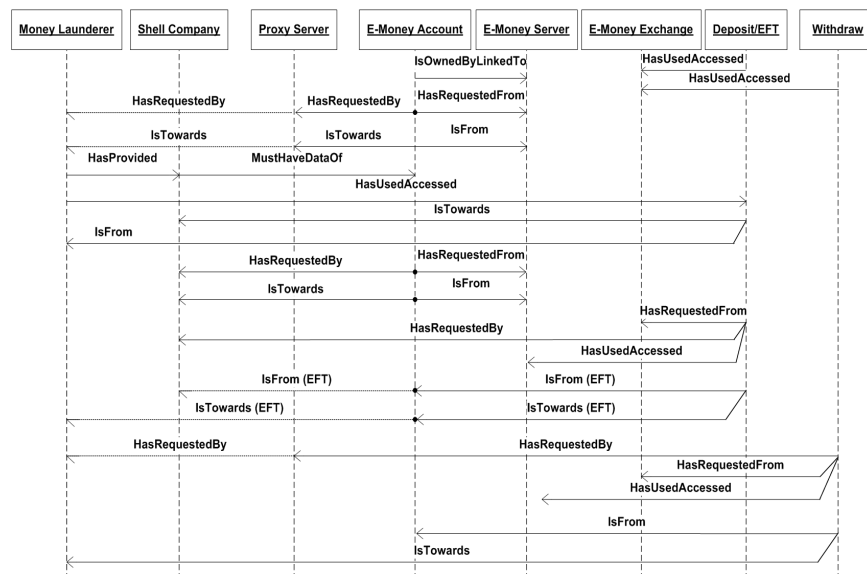 Money Launderer
Shell Company
Proxy Server
E-Money Account
E-Money Server
E-Money Exchange
Deposit/EFT
Withdraw
IsOwnedByLinkedTo
HasUsedAccessed
HasUsedAccessed
HasRequestedBy
HasRequestedBy
HasRequestedFrom
IsTowards
IsTowards
IsFrom
HasProvided
MustHaveDataOf
HasUsedAccessed
IsTowards
IsFrom
HasRequestedBy
HasRequestedFrom
IsTowards
IsFrom
HasRequestedFrom
HasRequestedBy
HasUsedAccessed
IsFrom (EFT)
IsFrom (EFT)
IsTowards (EFT)
IsTowards (EFT)
HasRequestedBy
HasRequestedBy
HasRequestedFrom
HasUsedAccessed
IsFrom
IsTowards